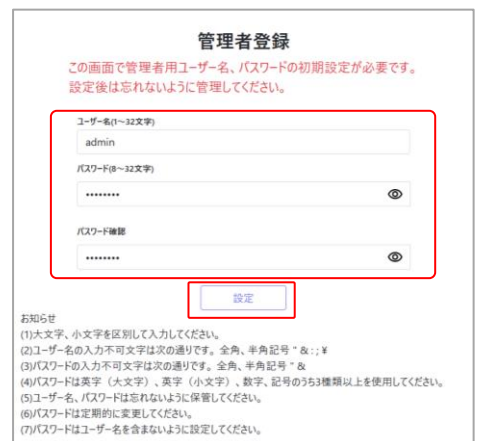 管理者登録
この画面で管理者用ユーザー名、パスワードの初期設定が必要です。
設定後は忘れないように管理してください。
ユーザー名(1～32文字)
admin
パスワード(8～32文字)
••••••••
パスワード確認
••••••••
設定
お知らせ
(1)大文字、小文字を区別して入力してください。
(2)ユーザー名の入力不可文字は次の通りです。全角、半角記号 " & : ; ¥
(3)パスワードの入力不可文字は次の通りです。全角、半角記号 " &
(4)パスワードは英字（大文字）、英字（小文字）、数字、記号のうち3種類以上を使用してください。
(5)ユーザー名、パスワードは忘れないように保管してください。
(6)パスワードは定期的に変更してください。
(7)パスワードはユーザー名を含まないように設定してください。